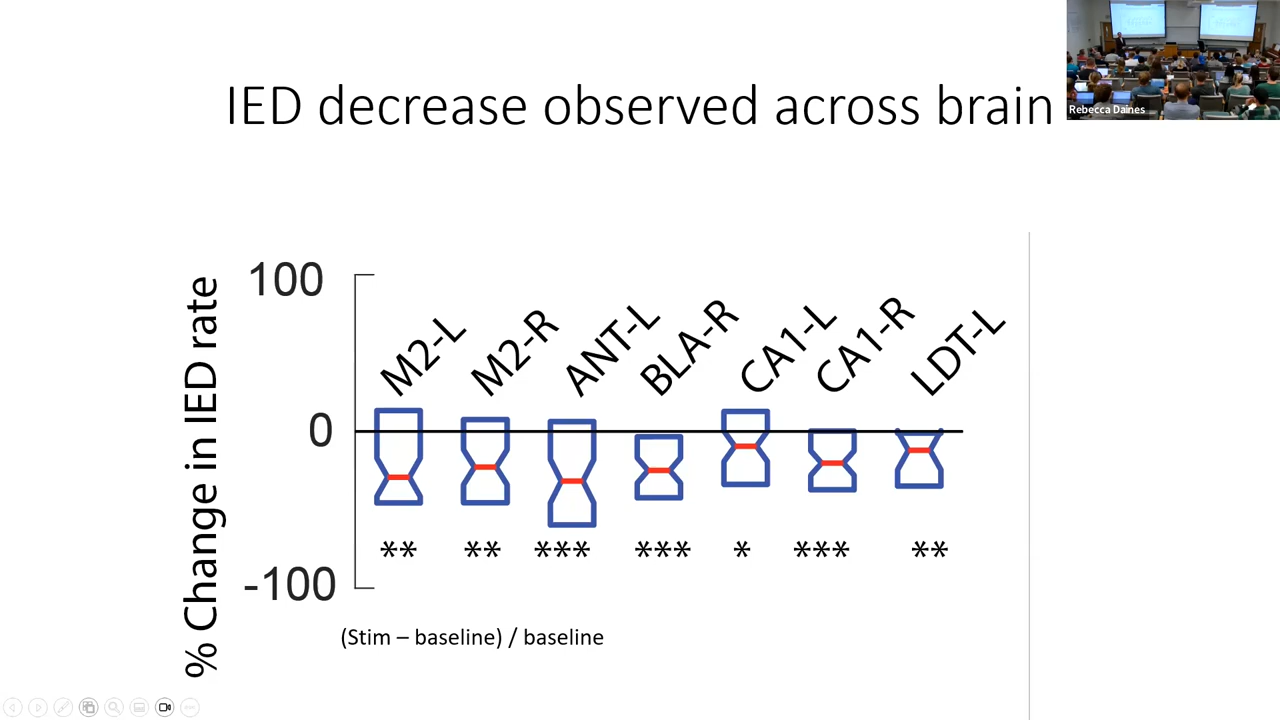 IED decrease observed across brain
Rebecca Daines
% Change in IED rate
100
0
-100
M2-L
M2-R
ANT-L
BLA-R
CA1-L
CA1-R
LDT-L
** ** *** *** * *** **
(Stim – baseline) / baseline